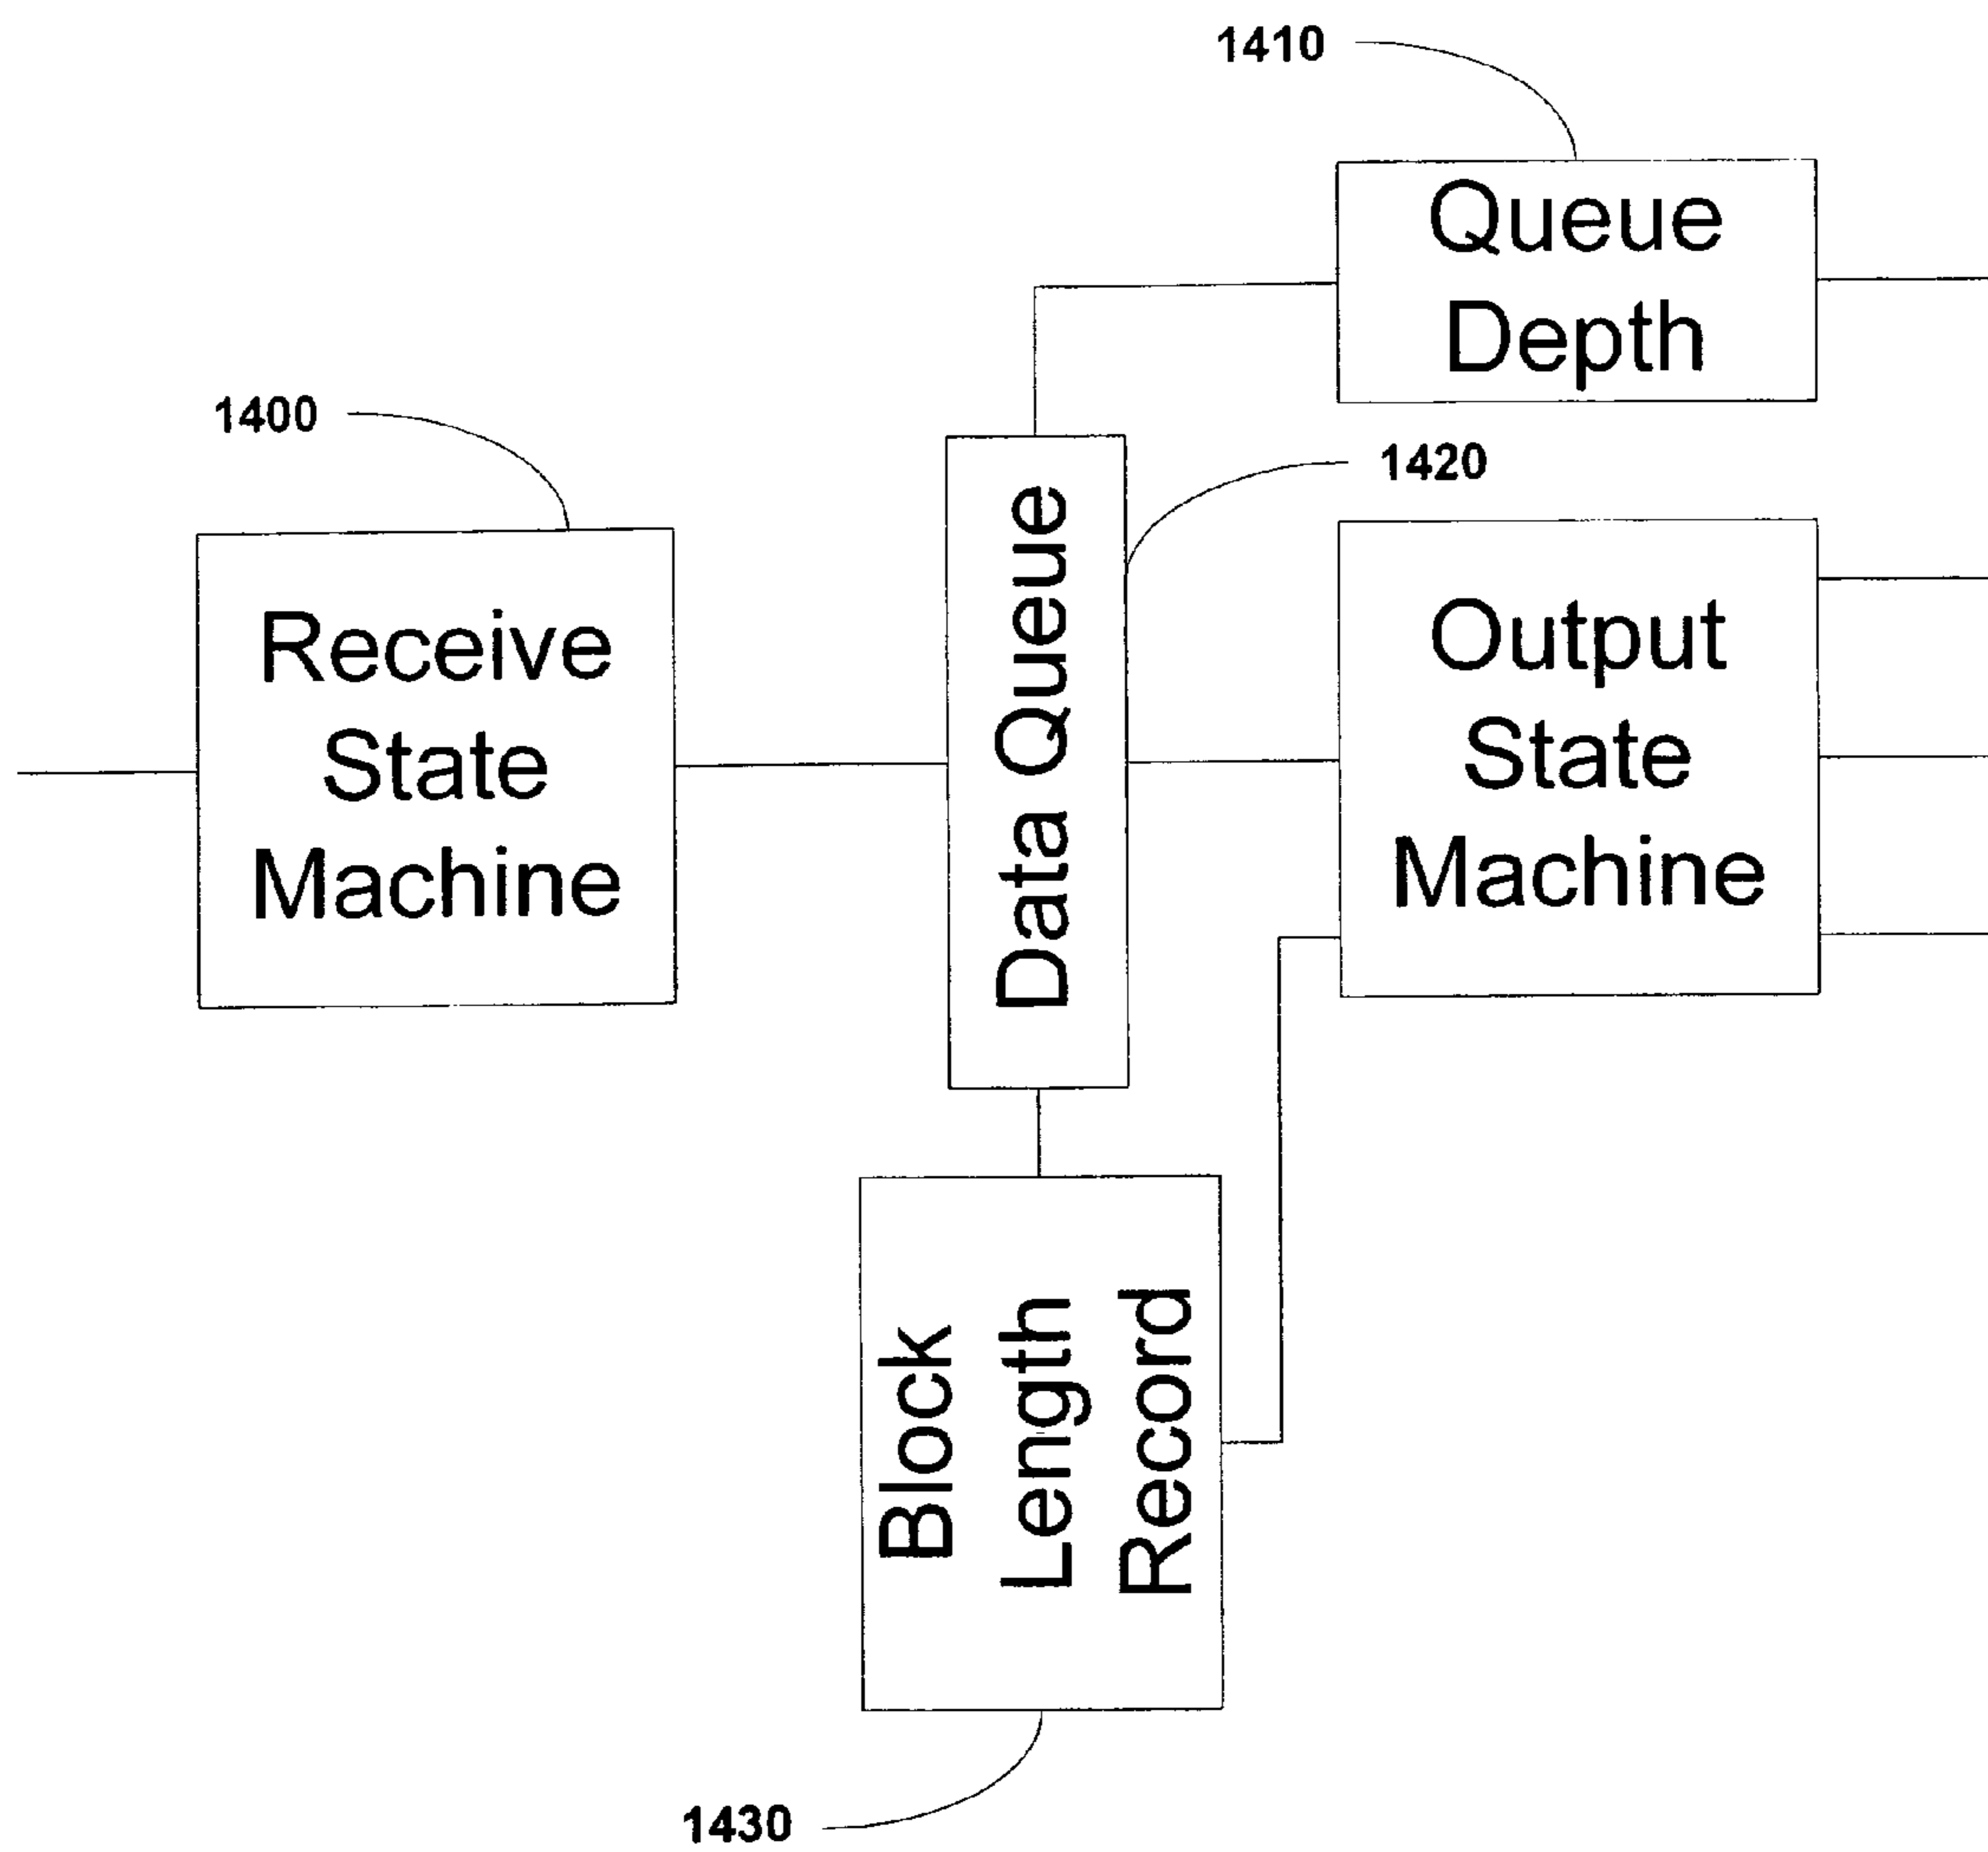 1410
Queue
Depth
1400
1420
Receive
State
Machine
Data Queue
Output
State
Machine
Block
Length
Record
1430